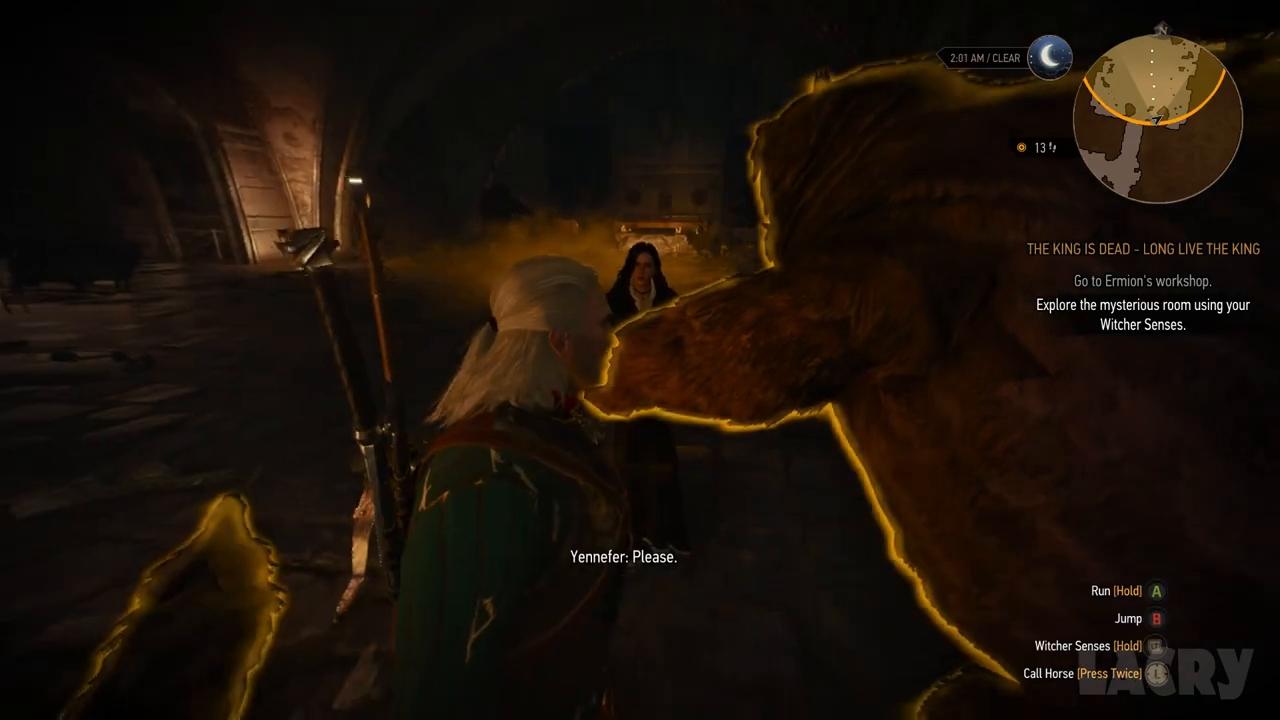 N
2:01 AM / CLEAR
13
THE KING IS DEAD - LONG LIVE THE KING
Go to Ermion's workshop.
Explore the mysterious room using your
Witcher Senses.
Yennefer: Please.
Run [Hold] A
Jump B
Witcher Senses [Hold]
Call Horse [Press Twice] L
LACRY